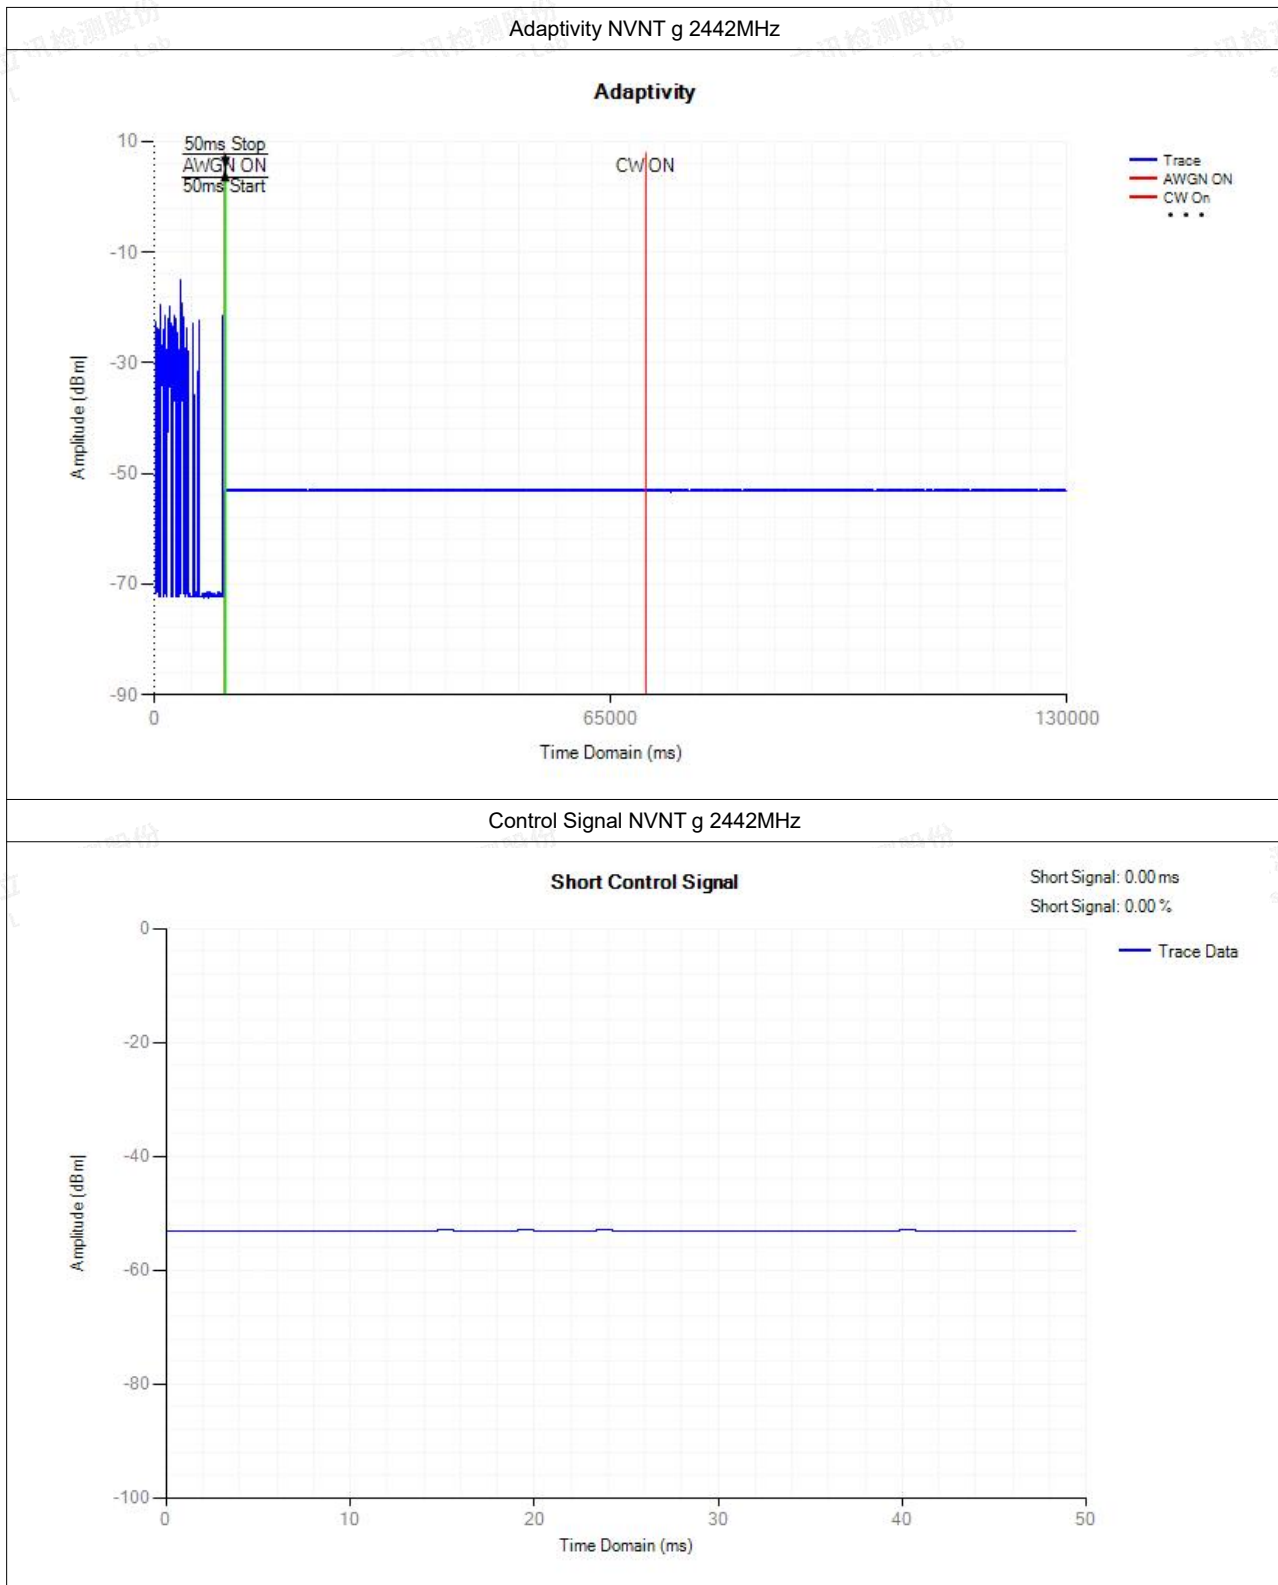 Adaptivity NVNT g 2442MHz
Adaptivity
10
-10
-30
-50
-70
-90
Amplitude (dBm|
50ms Stop
AWGN ON
50ms Start
CW ON
Trace
AWGN ON
CW On
• • •
0
65000
130000
Time Domain (ms)
Control Signal NVNT g 2442MHz
Short Control Signal
Short Signal: 0.00 ms
Short Signal: 0.00 %
Trace Data
0
-20
-40
-60
-80
-100
Amplitude (dBm|
0
10
20
30
40
50
Time Domain (ms)